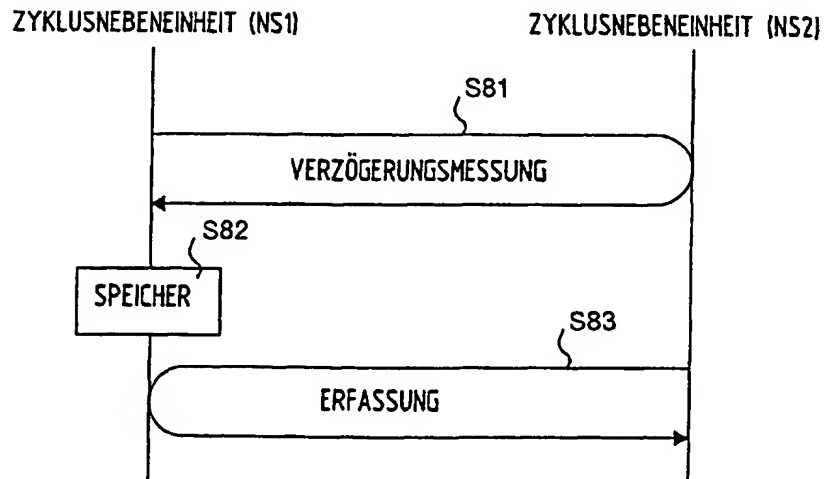 ZYKLUSNEBENEINHEIT (NS1)
ZYKLUSNEBENEINHEIT (NS2)
S81
VERZÖGERUNGSMESSUNG
S82
SPEICHER
S83
ERFASSUNG